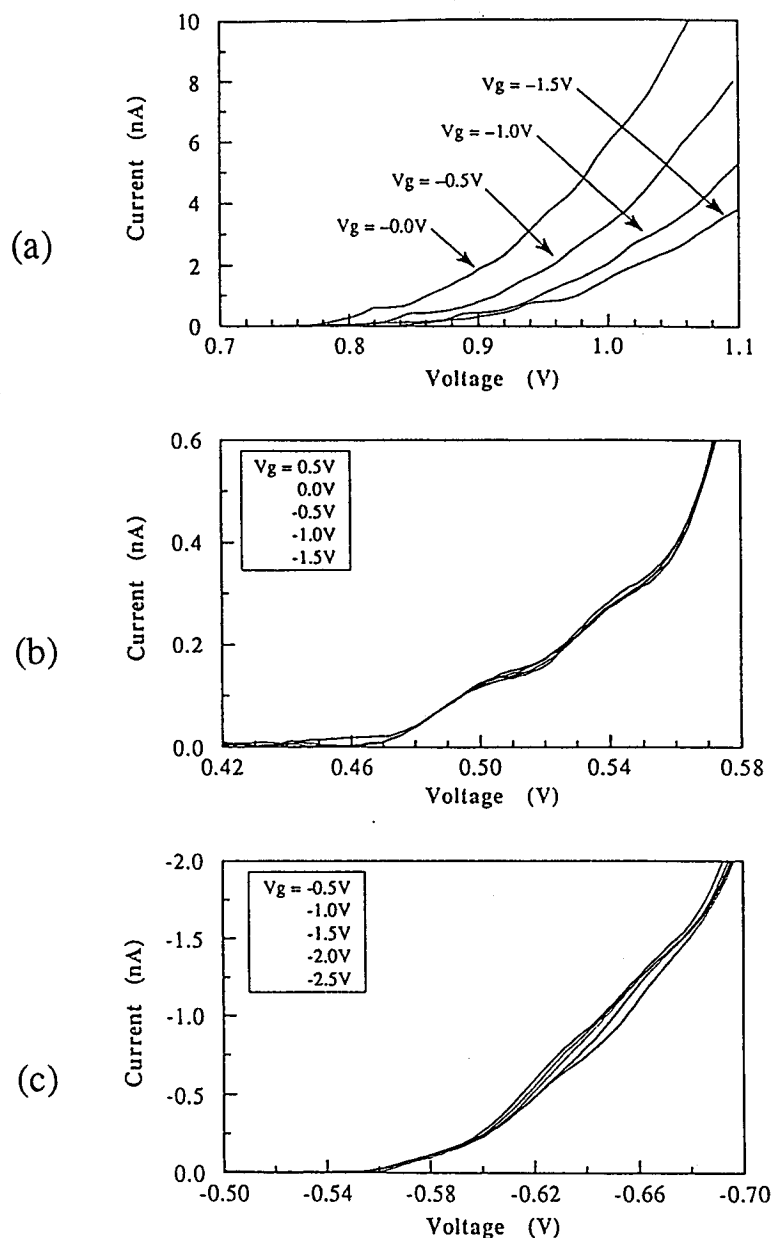 (a)
Current (nA)
10
8
6
4
2
0
Vg = -1.5V
Vg = -1.0V
Vg = -0.5V
Vg = -0.0V
0.7 0.8 0.9 1.0 1.1
Voltage (V)
(b)
Current (nA)
0.6
0.4
0.2
0.0
Vg = 0.5V
0.0V
-0.5V
-1.0V
-1.5V
0.42 0.46 0.50 0.54 0.58
Voltage (V)
(c)
Current (nA)
-2.0
-1.5
-1.0
-0.5
0.0
Vg = -0.5V
-1.0V
-1.5V
-2.0V
-2.5V
-0.50 -0.54 -0.58 -0.62 -0.66 -0.70
Voltage (V)